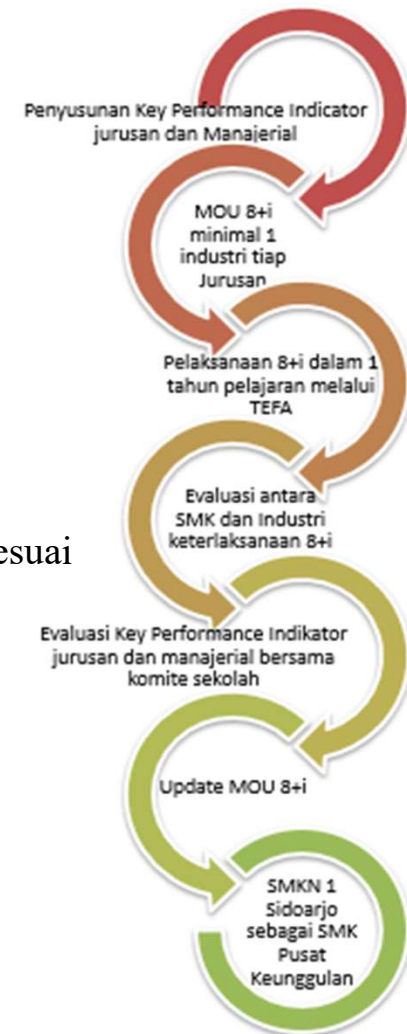 Penyusunan Key Performance Indicator
jurusan dan Manajerial
MOU 8+i
minimal 1
industri tiap
Jurusan
Pelaksanaan 8+i dalam 1
tahun pelajaran melalui
TEFA
Evaluasi antara
SMK dan Industri
keterlaksanaan 8+i
esuai
Evaluasi Key Performance Indikator
jurusan dan manajerial bersama
komite sekolah
Update MOU 8+i
SMKN 1
Sidoarjo
sebagai SMK
Pusat
Keunggulan